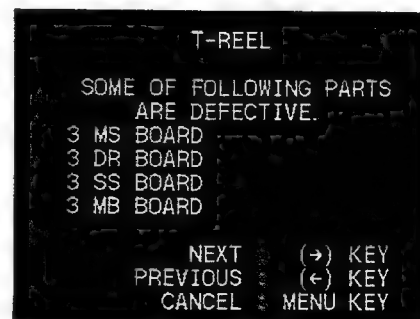 T-REEL
SOME OF FOLLOWING PARTS
ARE DEFECTIVE.
3 MS BOARD
3 DR BOARD
3 SS BOARD
3 MB BOARD
NEXT (→) KEY
PREVIOUS (←) KEY
CANCEL MENU KEY